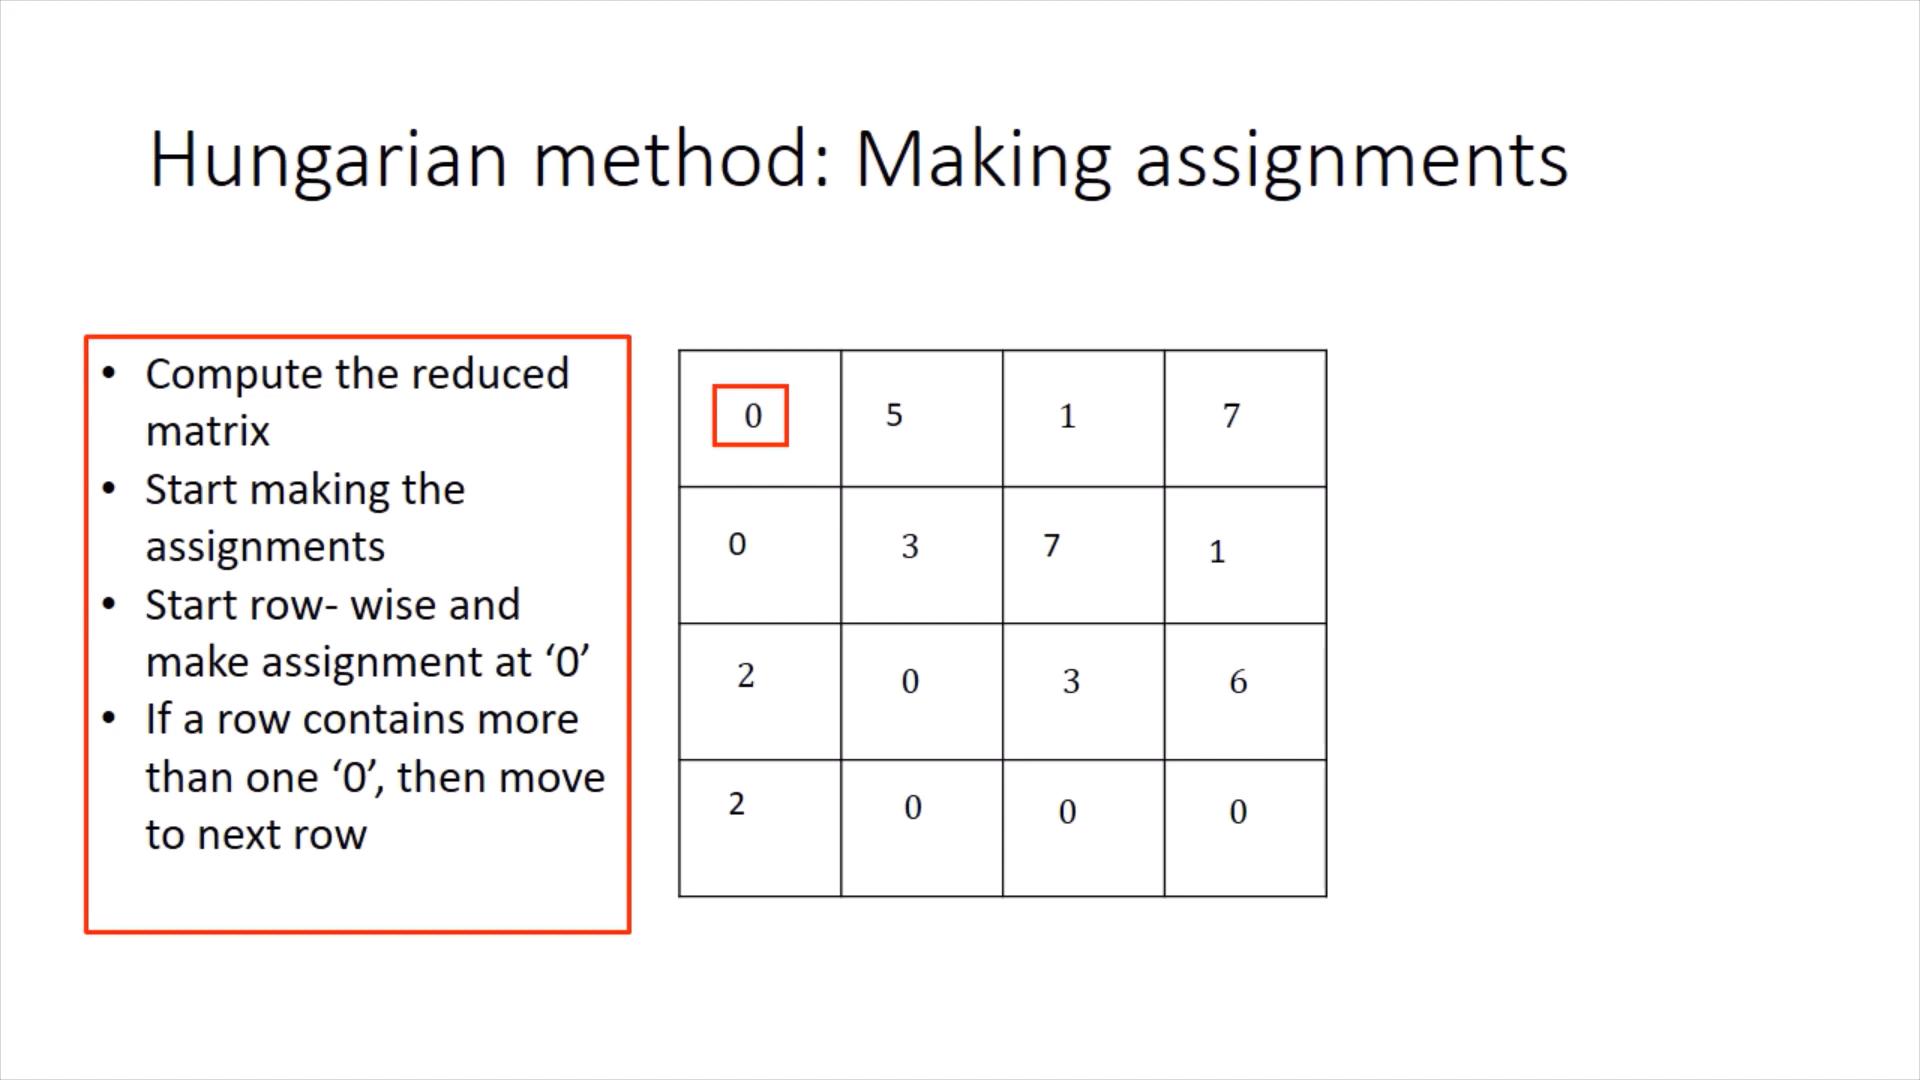 Hungarian method: Making assignments
• Compute the reduced
matrix
• Start making the
assignments
• Start row- wise and
make assignment at ‘0’
• If a row contains more
than one ‘0’, then move
to next row
0 5 1 7
0 3 7 1
2 0 3 6
2 0 0 0